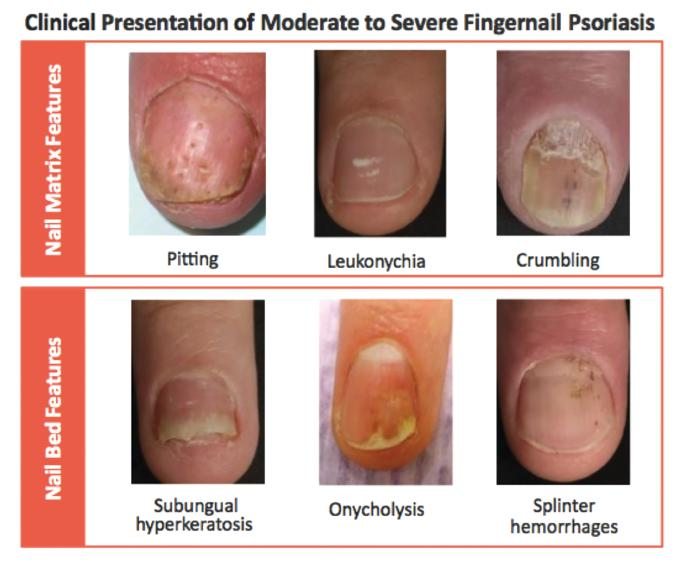 Clinical Presentation of Moderate to Severe Fingernail Psoriasis
Nail Matrix Features
Pitting
Leukonychia
Crumbling
Nail Bed Features
Subungual
hyperkeratosis
Onycholysis
Splinter
hemorrhages